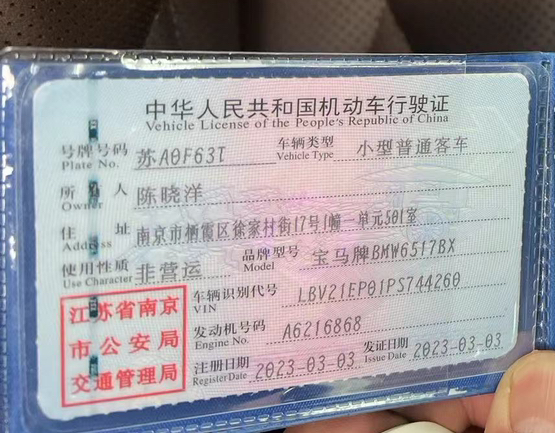 中华人民共和国机动车行驶证
Vehicle License of the People's Republic of China
号牌号码 苏A0F63T 车辆类型 小型普通客车
Plate No. Vehicle Type
所有人 陈晓洋
Owner
住址 南京市栖霞区徐家村街17号1幢一单元501室
Address
使用性质 非营运 品牌型号 宝马牌BMW6517BX
Use Character Model
江苏省南京市公安局交通管理局
车辆识别代号 LBV21EP01PS744260
VIN
发动机号码 A6216868
Engine No.
注册日期 2023-03-03 发证日期 2023-03-03
Register Date Issue Date